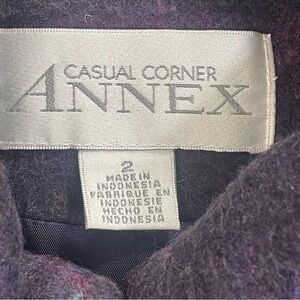 CASUAL CORNER
ANNEX
2
MADE IN
INDONESIA
FABRIQUE EN
INDONESIE
HECHO EN
INDONESIA